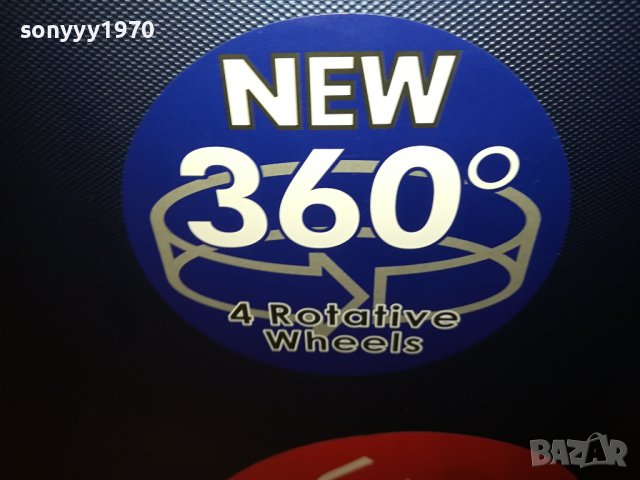 sonyyy1970
NEW
360°
4 Rotative
Wheels
BAZAR